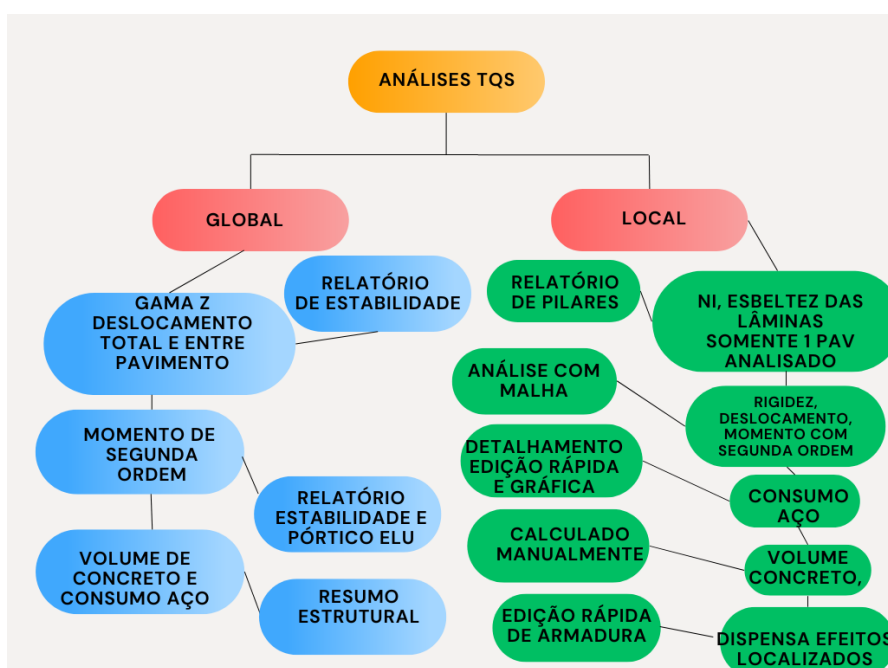 ANÁLISES TQS
GLOBAL
LOCAL
GAMA Z
DESLOCAMENTO
TOTAL E ENTRE
PAVIMENTO
RELATÓRIO
DE ESTABILIDADE
MOMENTO DE
SEGUNDA
ORDEM
RELATÓRIO
ESTABILIDADE E
PÓRTICO ELU
VOLUME DE
CONCRETO E
CONSUMO AÇO
RESUMO
ESTRUTURAL
RELATÓRIO
DE PILARES
NI, ESBELTEZ DAS
LÂMINAS
SOMENTE 1 PAV
ANALISADO
ANÁLISE COM
MALHA
RIGIDEZ,
DESLOCAMENTO,
MOMENTO COM
SEGUNDA ORDEM
DETALHAMENTO
EDIÇÃO RÁPIDA
E GRÁFICA
CONSUMO
AÇO
CALCULADO
MANUALMENTE
VOLUME
CONCRETO,
EDIÇÃO RÁPIDA
DE ARMADURA
DISPENSA EFEITOS
LOCALIZADOS